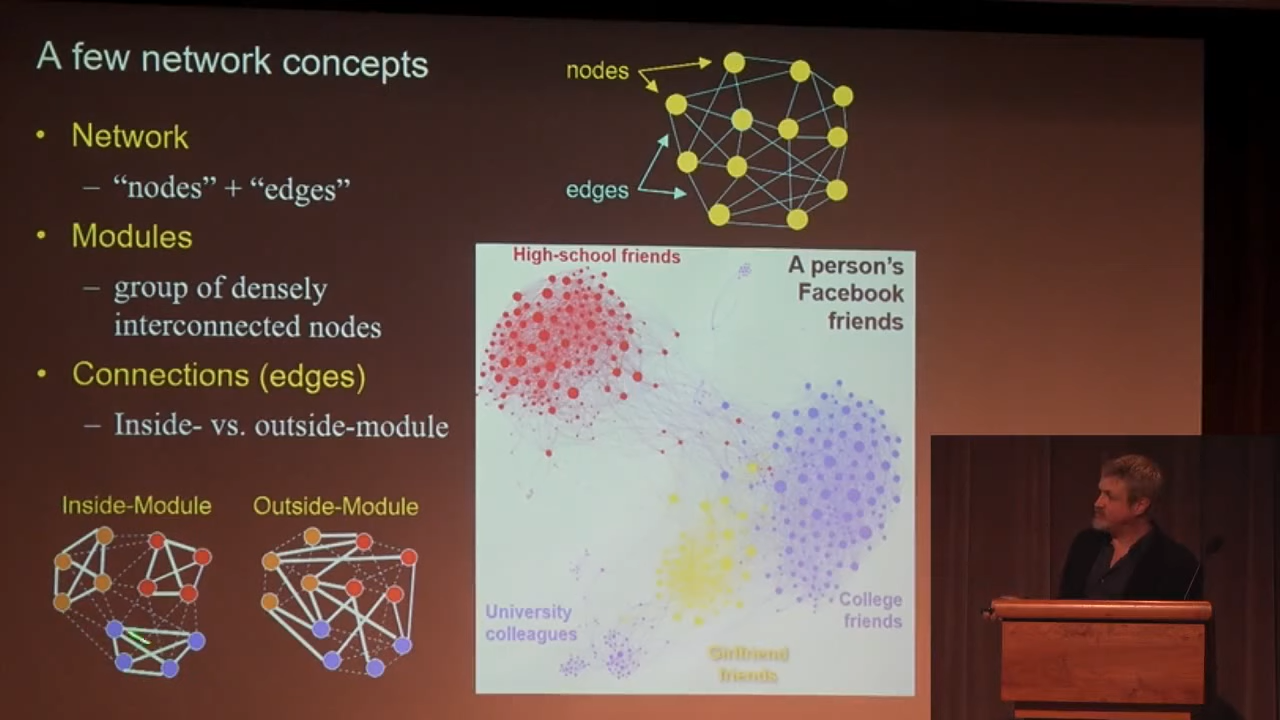 A few network concepts
• Network
– “nodes” + “edges”
• Modules
– group of densely
interconnected nodes
• Connections (edges)
– Inside- vs. outside-module
Inside-Module
Outside-Module
nodes
edges
High-school friends
A person’s
Facebook
friends
University
colleagues
Girlfriend
friends
College
friends